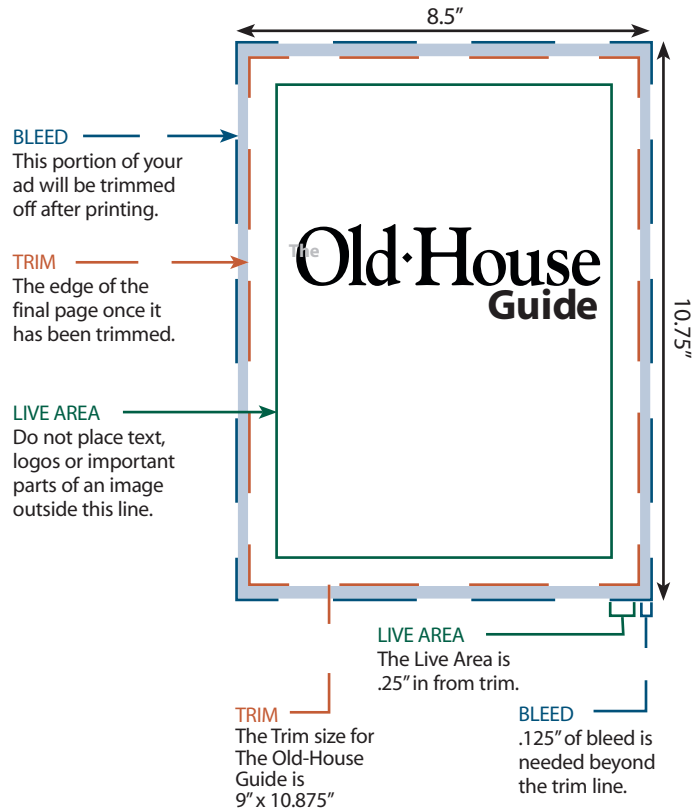 8.5”
BLEED
This portion of your
ad will be trimmed
off after printing.
TRIM
The edge of the
final page once it
has been trimmed.
LIVE AREA
Do not place text,
logos or important
parts of an image
outside this line.
The
Old·House
Guide
10.75”
LIVE AREA
The Live Area is
.25” in from trim.
TRIM
The Trim size for
The Old-House
Guide is
9” x 10.875”
BLEED
.125” of bleed is
needed beyond
the trim line.